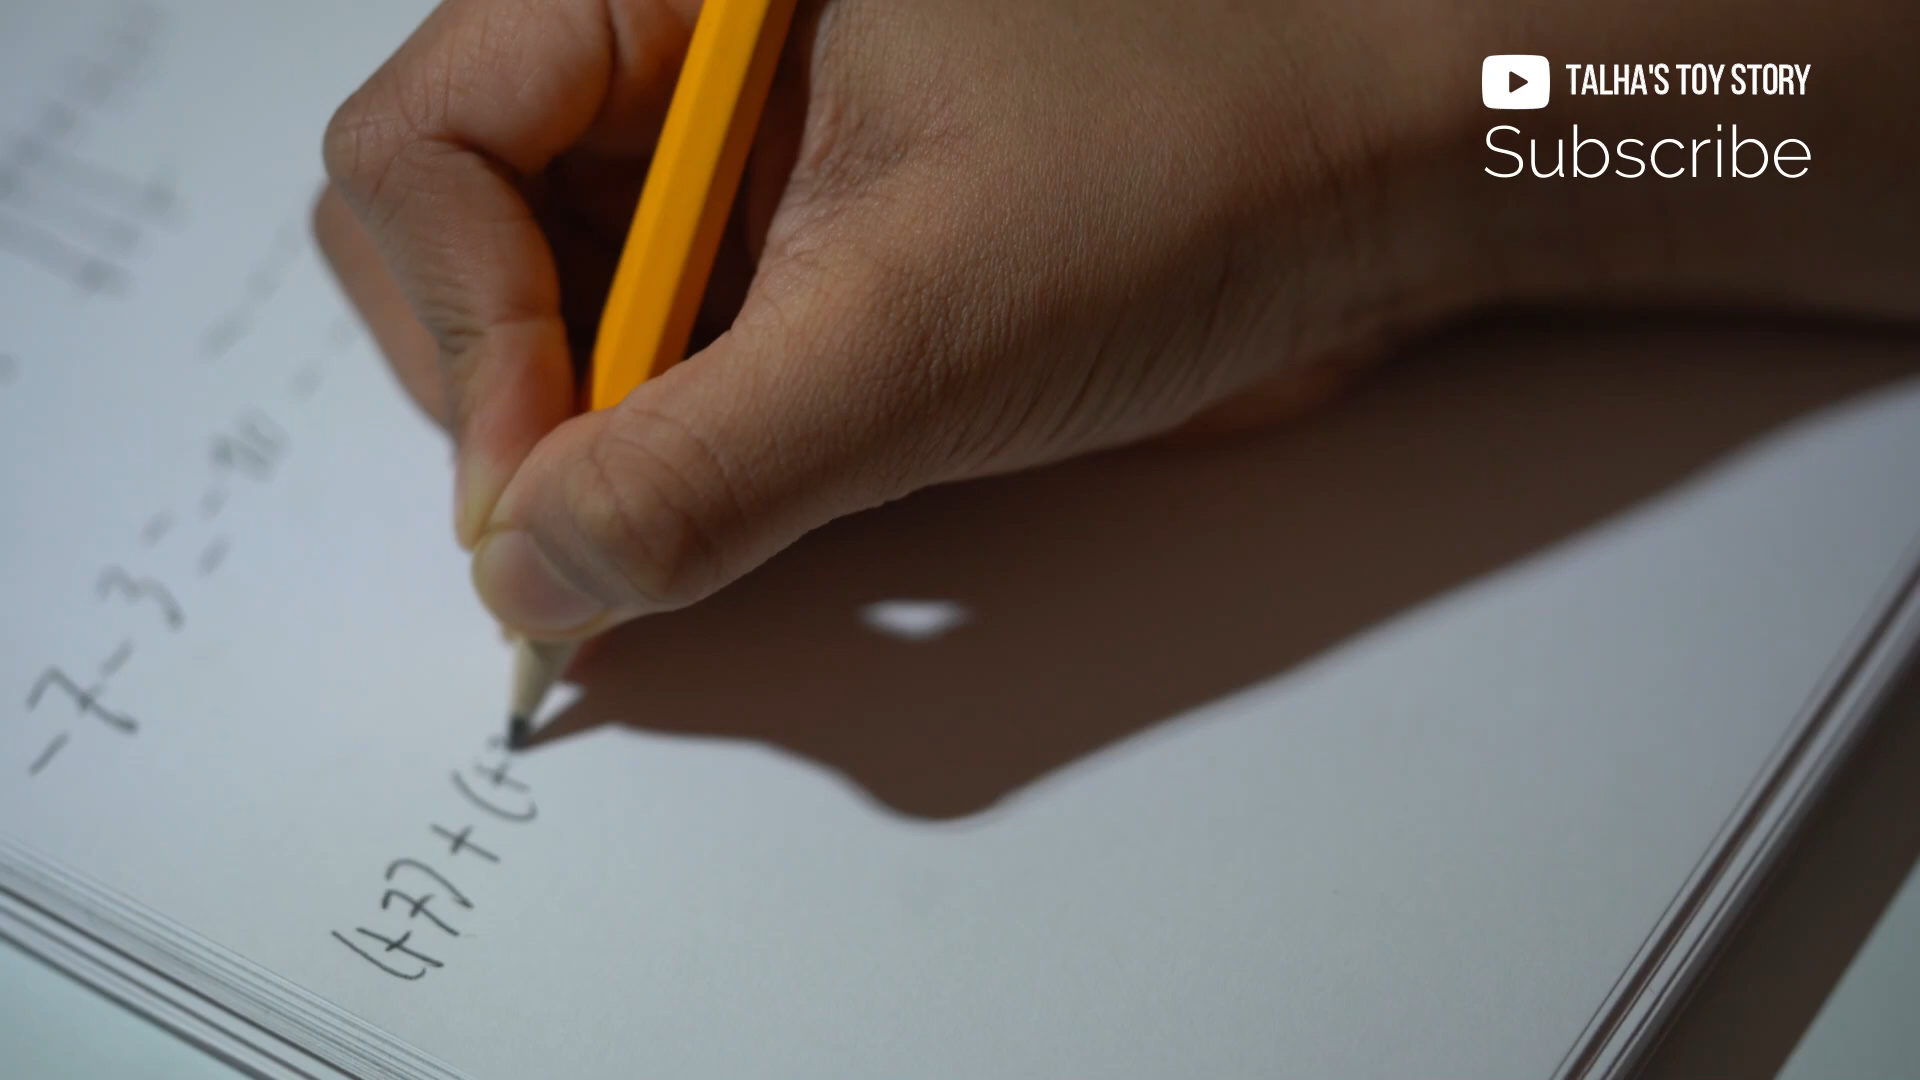 TALHA'S TOY STORY
Subscribe
-7-3 = -10
(+7)+(+